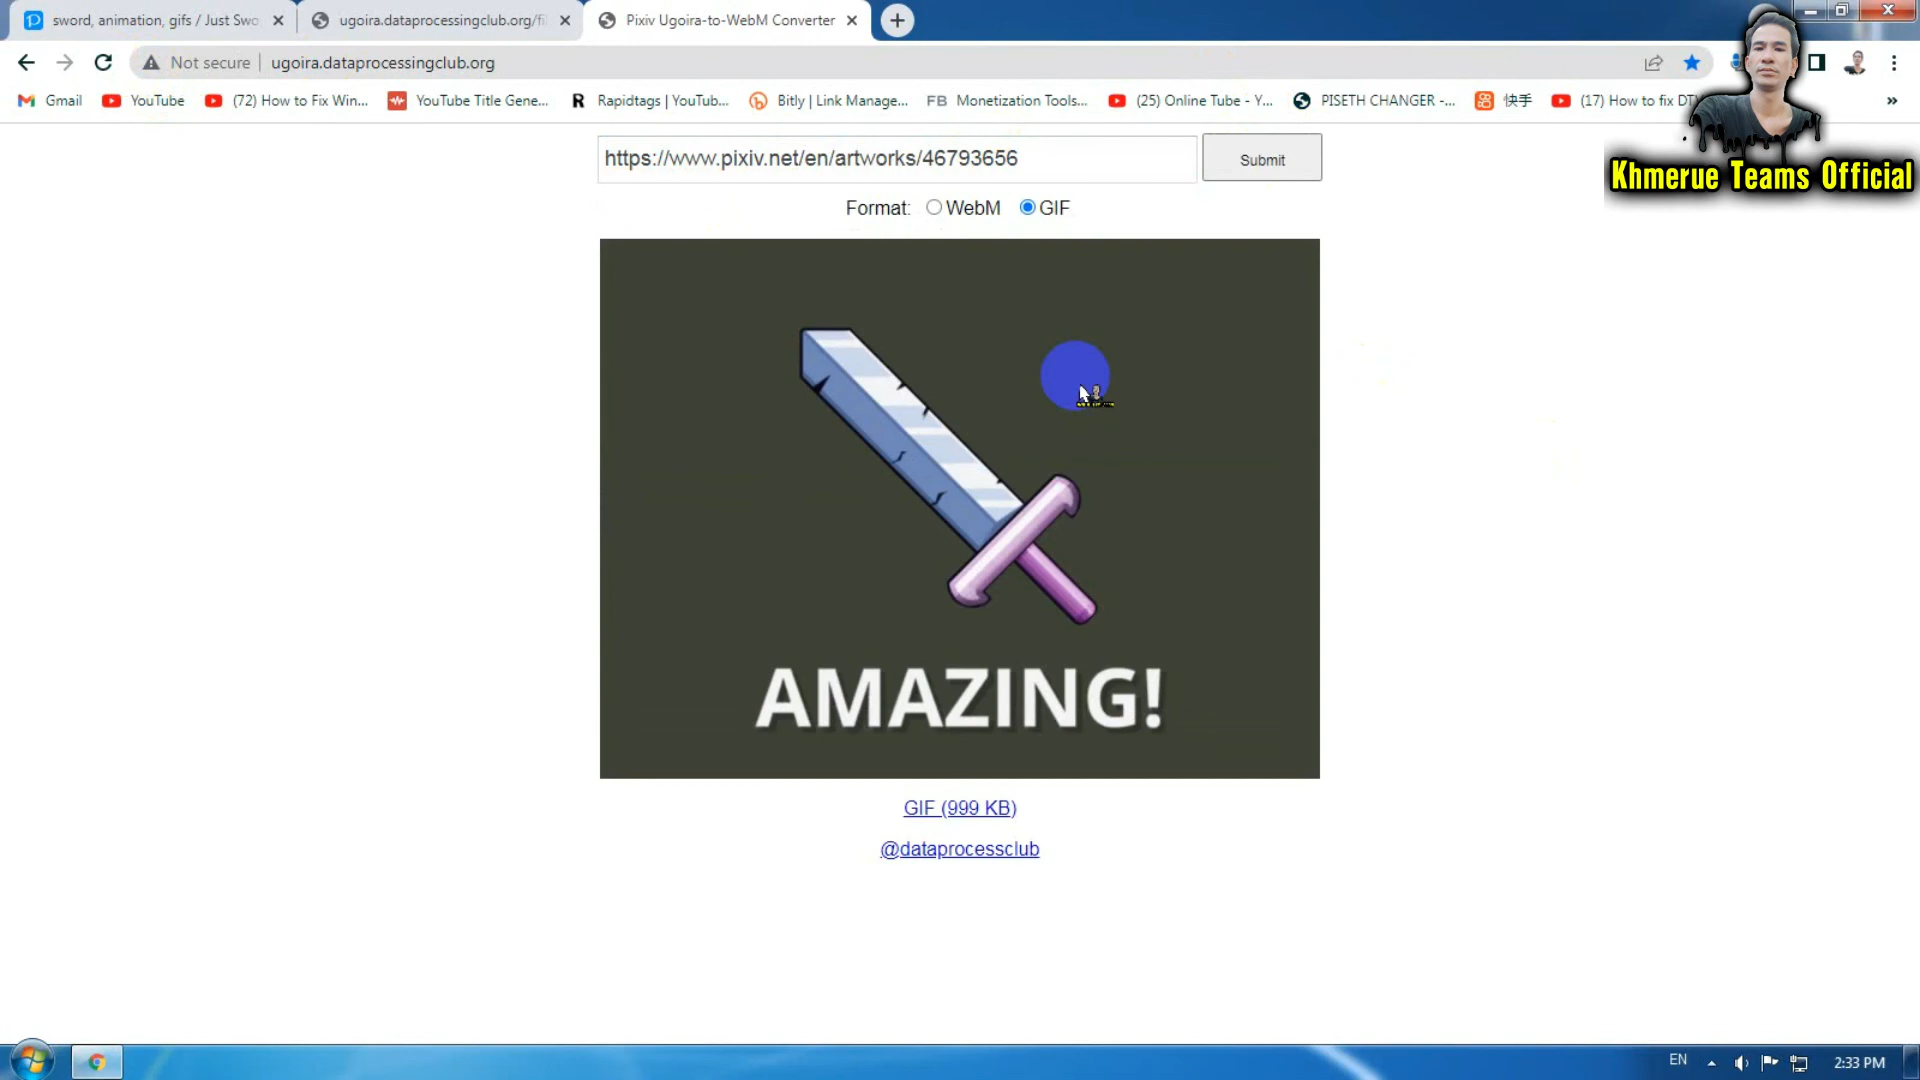 sword, animation, gifs / Just Swo
ugoira.dataprocessingclub.org/fi
Pixiv Ugoira-to-WebM Converter
Not secure
ugoira.dataprocessingclub.org
Gmail
YouTube
(72) How to Fix Win...
YouTube Title Gene...
R Rapidtags | YouTub...
Bitly | Link Manage...
FB Monetization Tools...
(25) Online Tube - Y...
PISETH CHANGER -...
快手
(17) How to fix DT
»
Khmerue Teams Official
https://www.pixiv.net/en/artworks/46793656
Submit
Format: WebM GIF
AMAZING!
GIF (999 KB)
@dataprocessclub
EN
2:33 PM